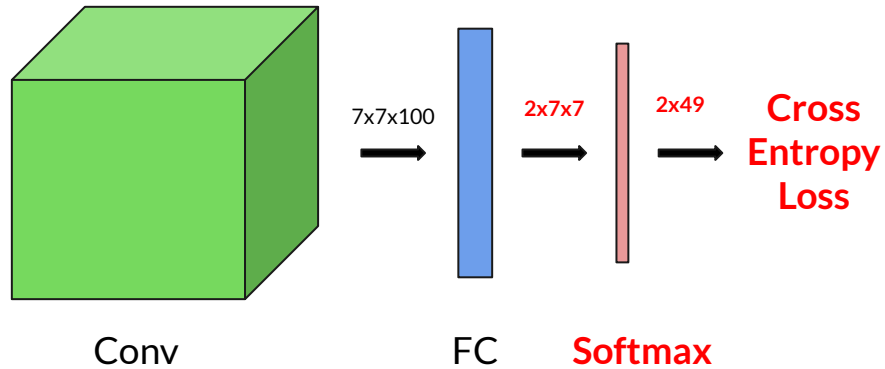 7x7x100
2x7x7
2x49
Cross
Entropy
Loss
Conv
FC
Softmax